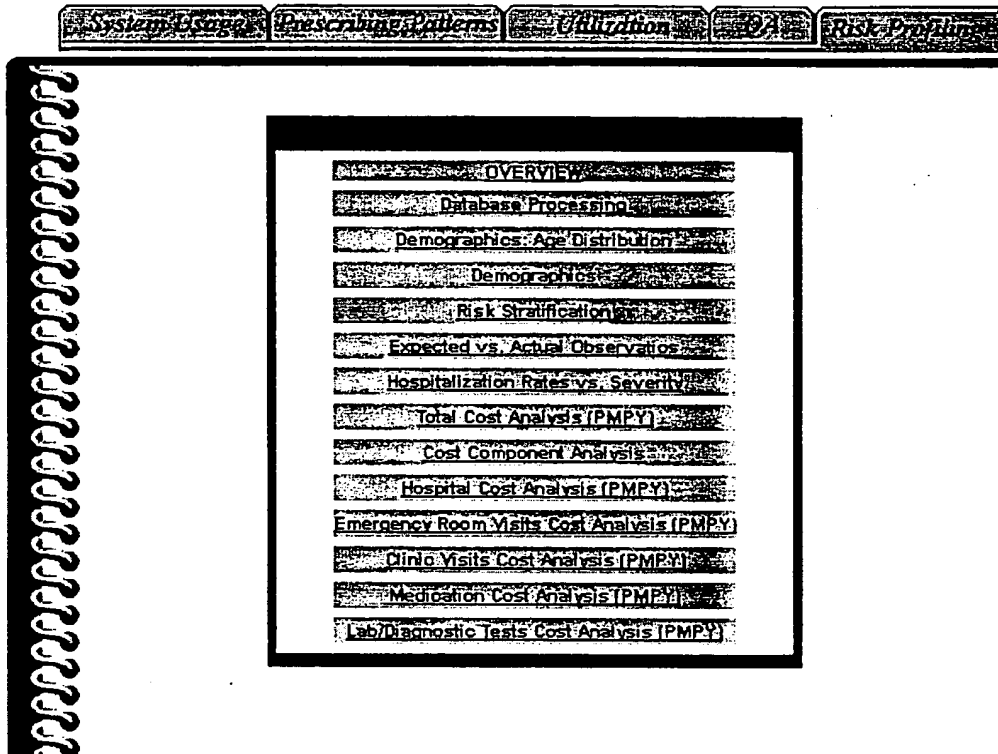 System Usage Prescribing Patterns Utilization QA Risk Profiling
OVERVIEW
Database Processing
Demographics: Age Distribution
Demographics
Risk Stratification
Expected vs. Actual Observatios
Hospitalization Rates vs. Severity
Total Cost Analysis (PMPY)
Cost Component Analysis
Hospital Cost Analysis (PMPY)
Emergency Room Visits Cost Analysis (PMPY)
Clinic Visits Cost Analysis (PMPY)
Medication Cost Analysis (PMPY)
Lab/Diagnostic Tests Cost Analysis (PMPY)